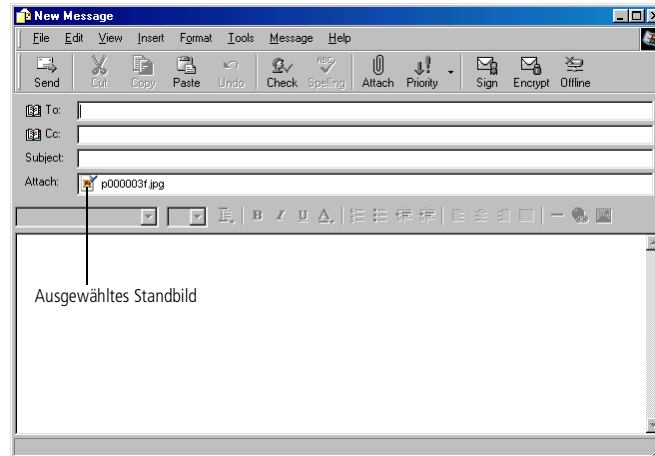 New Message
File Edit View Insert Format Tools Message Help
Send Cut Copy Paste Undo Check Spelling Attach Priority Sign Encrypt Offline
To:
Cc:
Subject:
Attach: p000003f.jpg
B I U A
Ausgewähltes Standbild